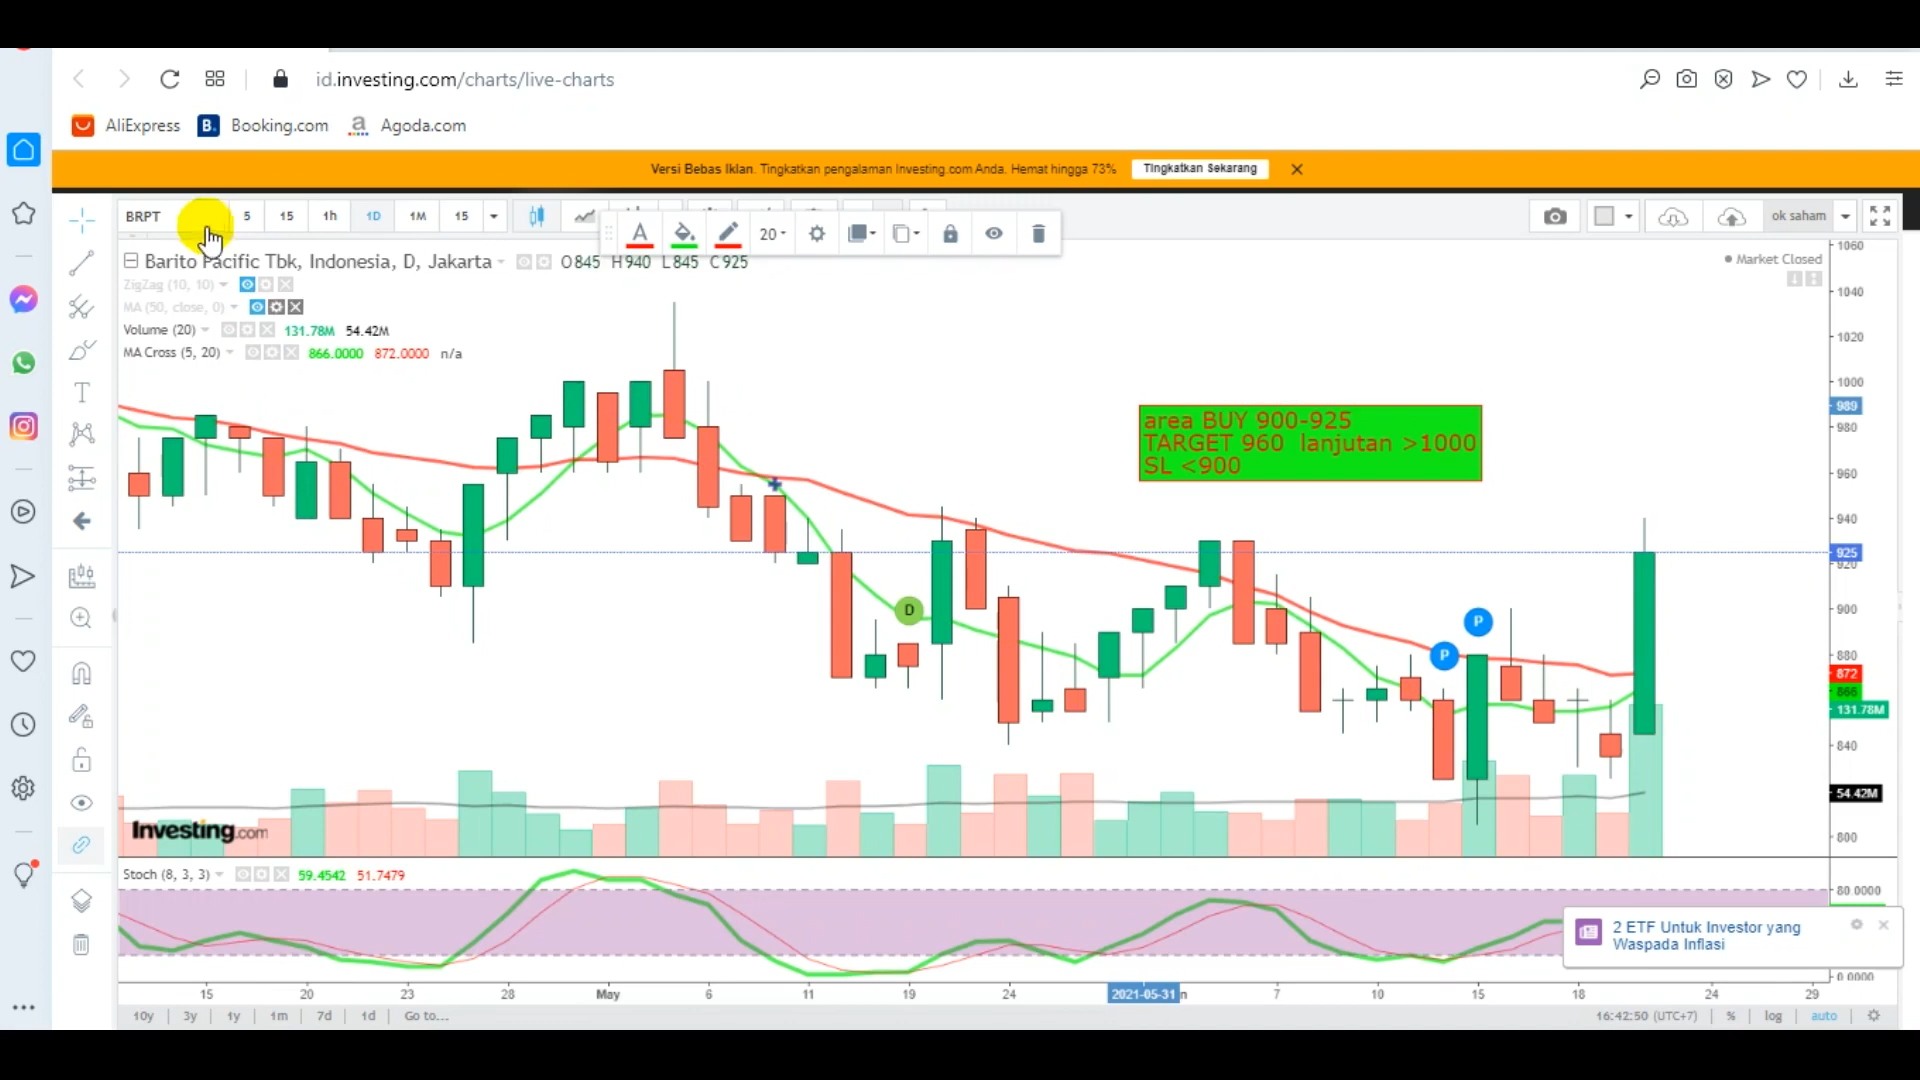 id.investing.com/charts/live-charts
AliExpress
B. Booking.com
a Agoda.com
Versi Bebas Iklan. Tingkatkan pengalaman Investing.com Anda. Hemat hingga 73%
Tingkatkan Sekarang
BRPT
5 15 1h 1D 1M 15
20
ok saham
Barito Pacific Tbk, Indonesia, D, Jakarta
O845 H940 L845 C925
Market Closed
ZigZag (10, 10)
MA (50, close, 0)
Volume (20) 131.78M 54.42M
MA Cross (5, 20) 866.0000 872.0000 n/a
area BUY 900-925
TARGET 960 lanjutan >1000
SL <900
1060
1040
1020
1000
989
980
960
940
925
920
900
880
872
866
131.78M
840
54.42M
800
D
P
P
Investing.com
Stoch (8, 3, 3) 59.4542 51.7479
80.0000
0.0000
2 ETF Untuk Investor yang
Waspada Inflasi
15 20 23 28 May 6 11 19 24 2021-05-31 7 10 15 18 24 29
10y 3y 1y 1m 7d 1d Go to...
16:42:50 (UTC+7) % log auto